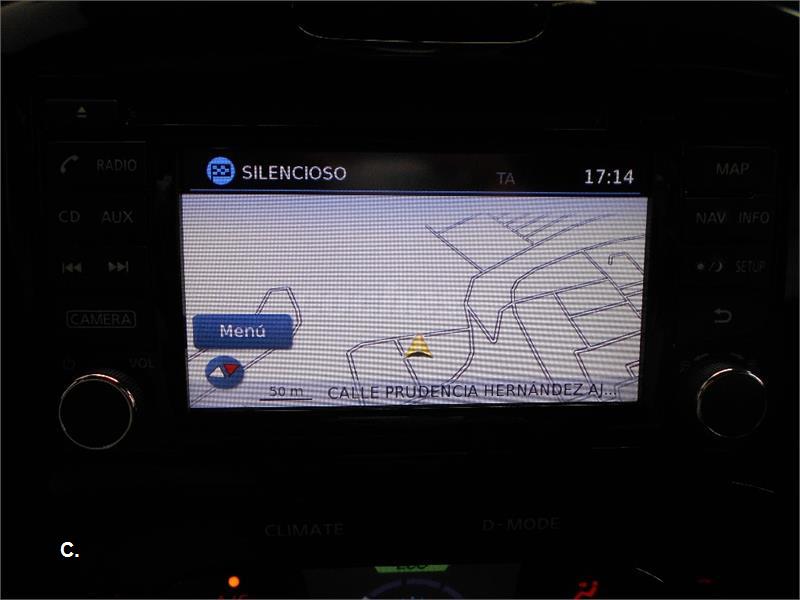 RADIO
CD AUX
CAMERA
VOL
SILENCIOSO TA 17:14
Menú
50 m CALLE PRUDENCIA HERNÁNDEZ AJ...
MAP
NAV INFO
SETUP
CLIMATE D-MODE
C.
A/C